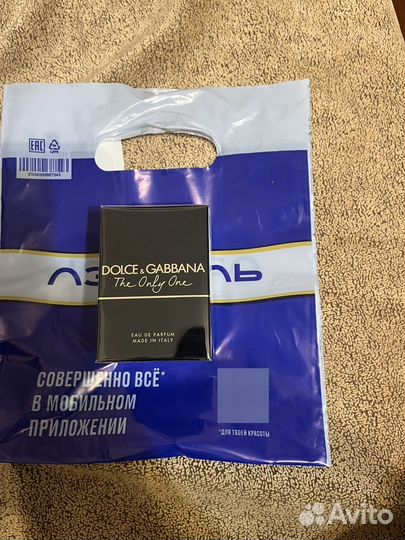 EAC
2908000687543
DOLCE & GABBANA
The Only One
EAU DE PARFUM
MADE IN ITALY
СОВЕРШЕННО ВСЁ*
В МОБИЛЬНОМ
ПРИЛОЖЕНИИ
*ДЛЯ ТВОЕЙ КРАСОТЫ
Avito